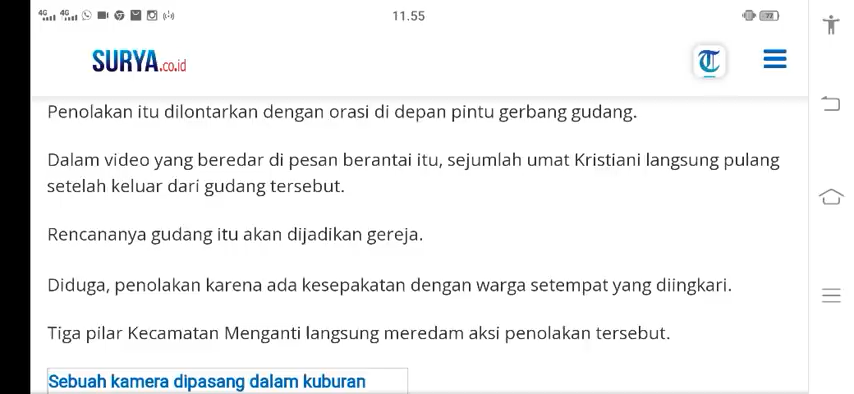 4G 4G 11.55 77
SURYA.co.id
Penolakan itu dilontarkan dengan orasi di depan pintu gerbang gudang.
Dalam video yang beredar di pesan berantai itu, sejumlah umat Kristiani langsung pulang
setelah keluar dari gudang tersebut.
Rencananya gudang itu akan dijadikan gereja.
Diduga, penolakan karena ada kesepakatan dengan warga setempat yang diingkari.
Tiga pilar Kecamatan Menganti langsung meredam aksi penolakan tersebut.
Sebuah kamera dipasang dalam kuburan